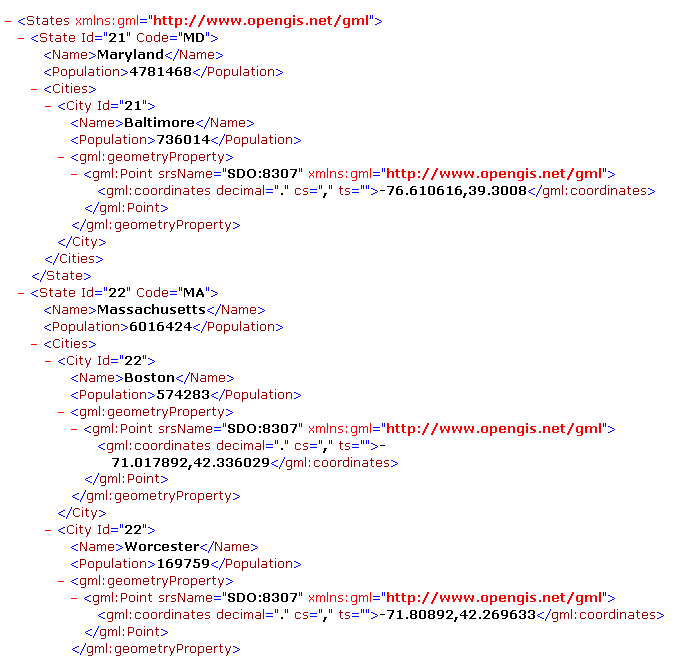 - <States xmlns:gml="http://www.opengis.net/gml">
- <State Id="21" Code="MD">
<Name>Maryland</Name>
<Population>4781468</Population>
- <Cities>
- <City Id="21">
<Name>Baltimore</Name>
<Population>736014</Population>
- <gml:geometryProperty>
- <gml:Point srsName="SDO:8307" xmlns:gml="http://www.opengis.net/gml">
<gml:coordinates decimal="." cs="," ts="">-76.610616,39.3008</gml:coordinates>
</gml:Point>
</gml:geometryProperty>
</City>
</Cities>
</State>
- <State Id="22" Code="MA">
<Name>Massachusetts</Name>
<Population>6016424</Population>
- <Cities>
- <City Id="22">
<Name>Boston</Name>
<Population>574283</Population>
- <gml:geometryProperty>
- <gml:Point srsName="SDO:8307" xmlns:gml="http://www.opengis.net/gml">
<gml:coordinates decimal="." cs="," ts="">-
71.017892,42.336029</gml:coordinates>
</gml:Point>
</gml:geometryProperty>
</City>
- <City Id="22">
<Name>Worcester</Name>
<Population>169759</Population>
- <gml:geometryProperty>
- <gml:Point srsName="SDO:8307" xmlns:gml="http://www.opengis.net/gml">
<gml:coordinates decimal="." cs="," ts="">-71.80892,42.269633</gml:coordinates>
</gml:Point>
</gml:geometryProperty>